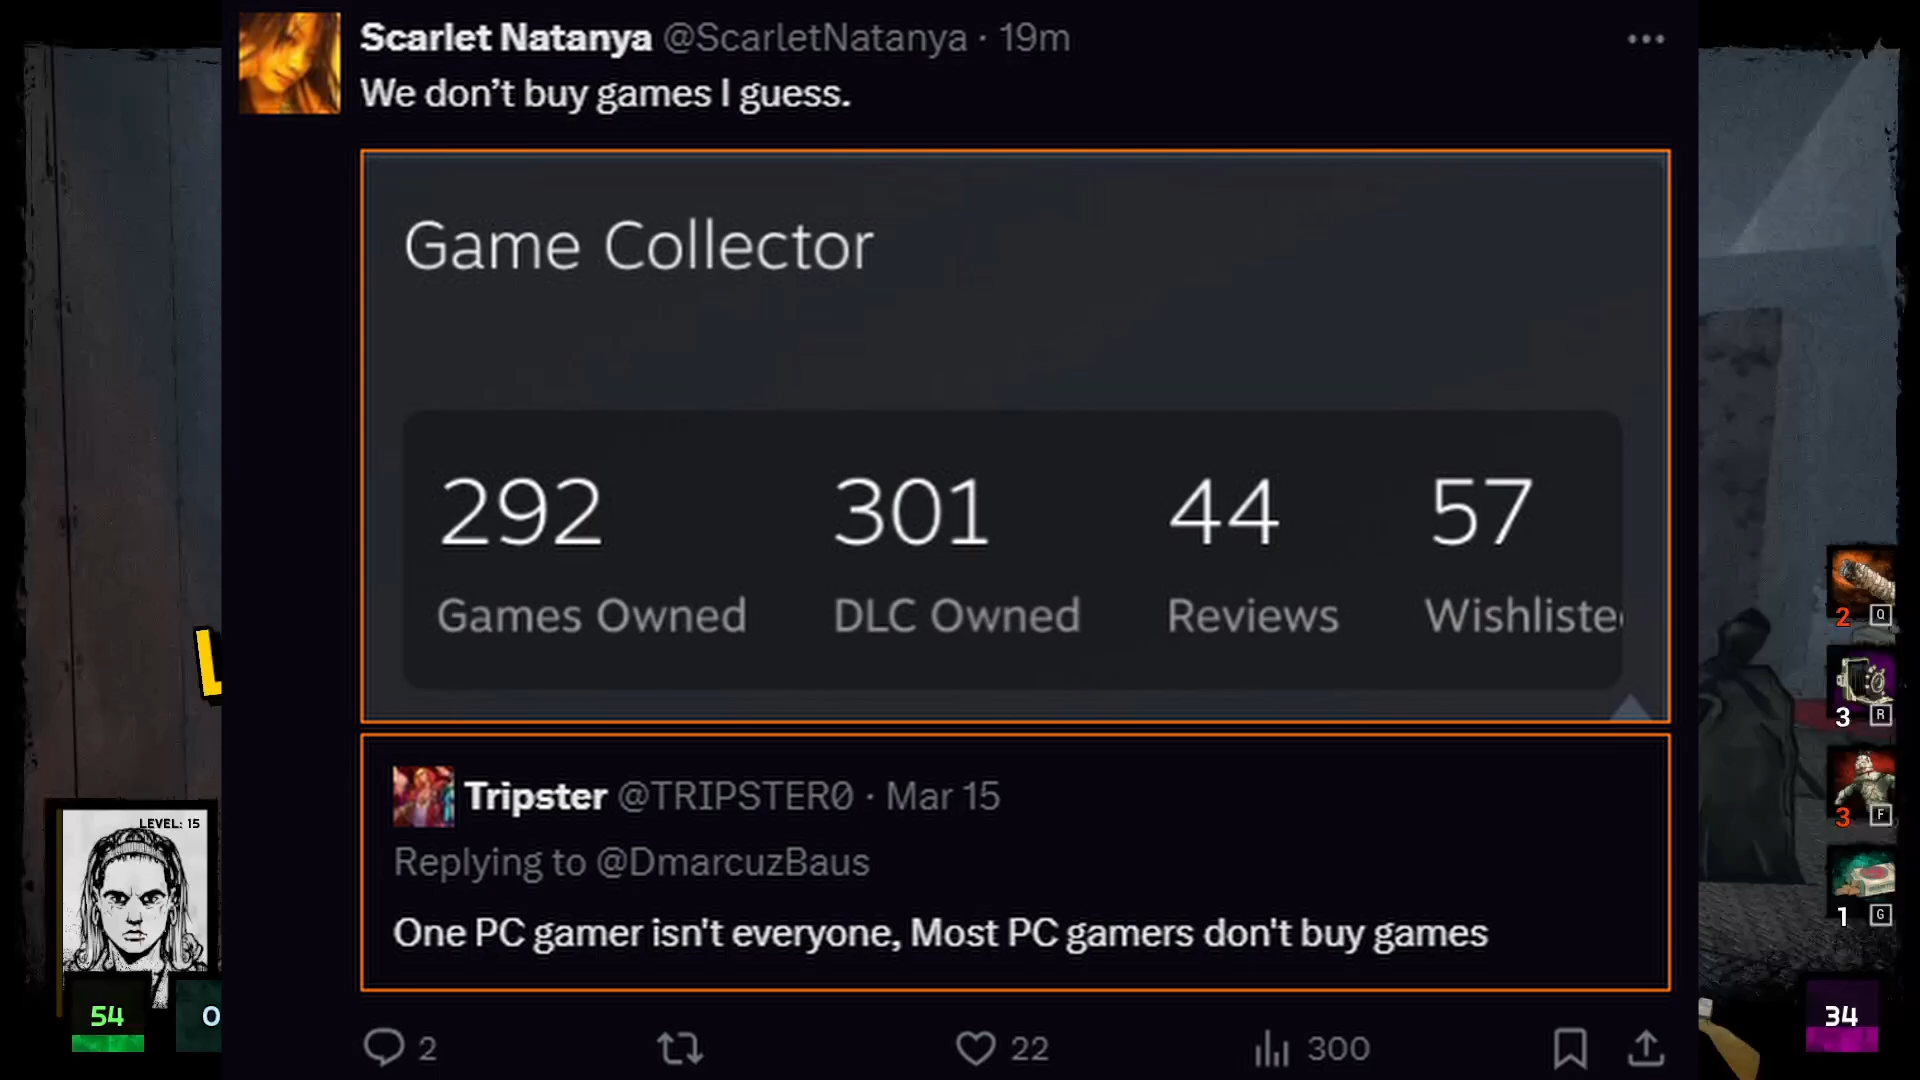 Scarlet Natanya @ScarletNatanya · 19m
We don’t buy games I guess.
Game Collector
292 301 44 57
Games Owned DLC Owned Reviews Wishliste
Tripster @TRIPSTER0 · Mar 15
Replying to @DmarcuzBaus
One PC gamer isn't everyone, Most PC gamers don't buy games
2 22 300
LEVEL: 15
54 0
2 Q
3 R
3 F
1 G
34